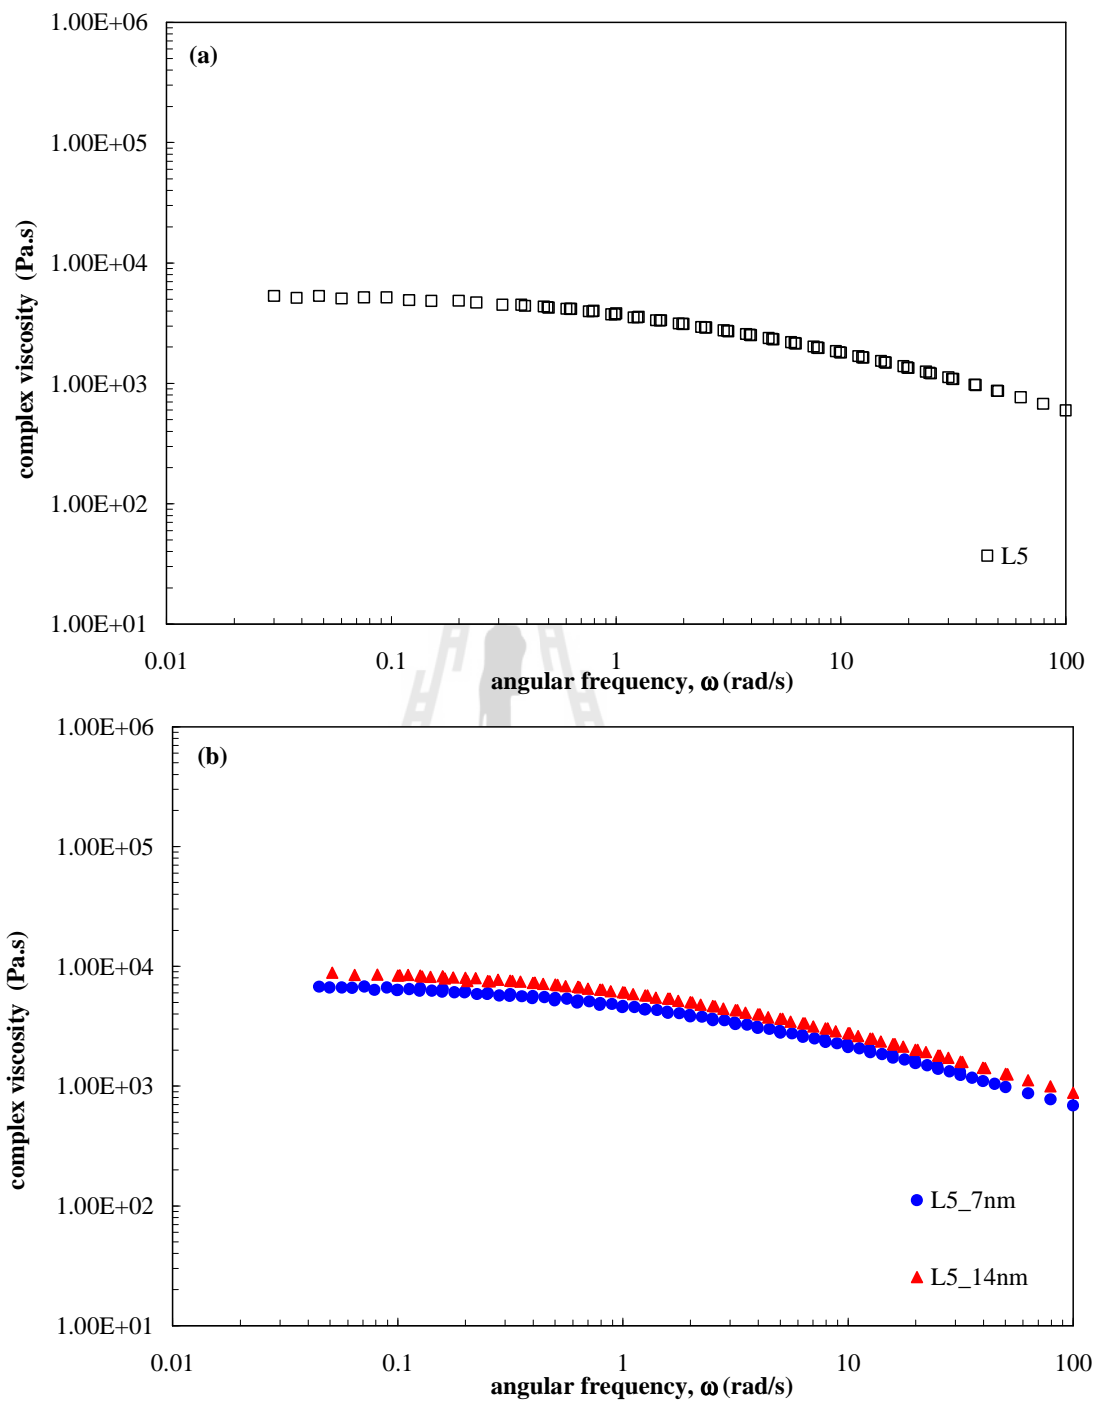 1.00E+06
(a)
1.00E+05
1.00E+04
1.00E+03
1.00E+02
1.00E+01
complex viscosity (Pa.s)
L5
0.01 0.1 1 10 100
angular frequency, ω (rad/s)
1.00E+06
(b)
1.00E+05
1.00E+04
1.00E+03
1.00E+02
1.00E+01
complex viscosity (Pa.s)
L5_7nm
L5_14nm
0.01 0.1 1 10 100
angular frequency, ω (rad/s)